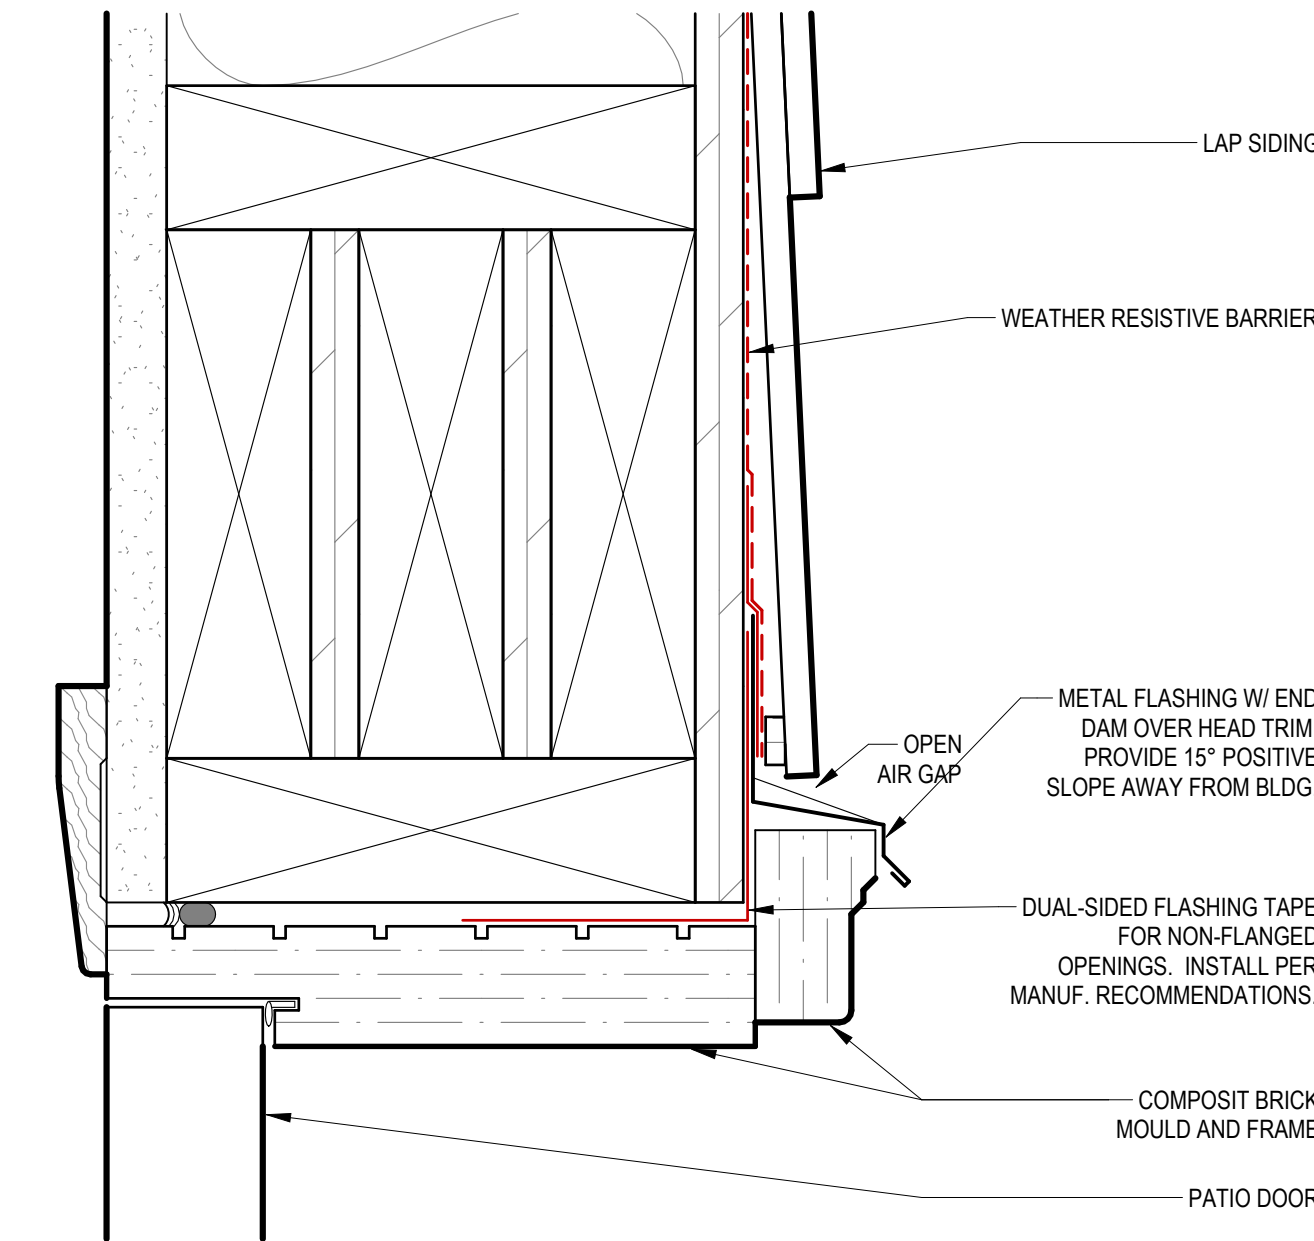 LAP SIDING
WEATHER RESISTIVE BARRIER
METAL FLASHING W/ END
DAM OVER HEAD TRIM
PROVIDE 15° POSITIVE
SLOPE AWAY FROM BLDG
OPEN
AIR GAP
DUAL-SIDED FLASHING TAPE
FOR NON-FLANGED
OPENINGS. INSTALL PER
MANUF. RECOMMENDATIONS.
COMPOSIT BRICK
MOULD AND FRAME
PATIO DOOR